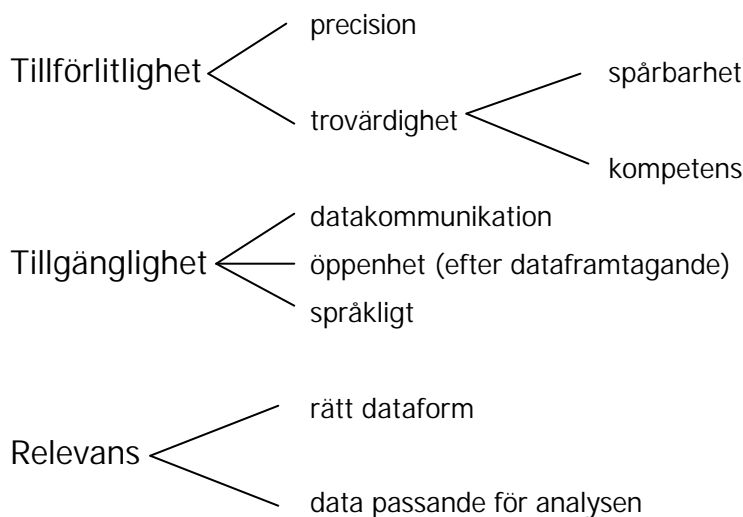 precision
Tillförlitlighet
spårbarhet
trovärdighet
kompetens
datakommunikation
Tillgänglighet
öppenhet (efter dataframtagande)
språkligt
rätt dataform
Relevans
data passande för analysen